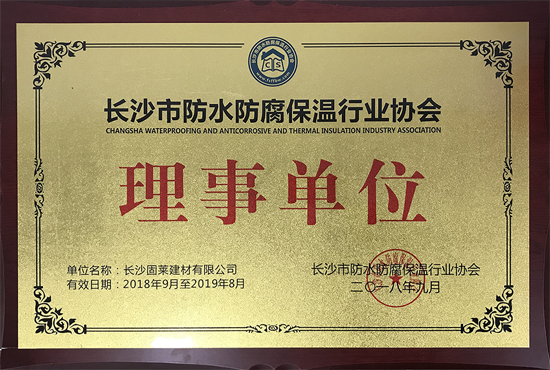 长沙市防水防腐保温行业协会
CHANGSHA WATERPROOFING AND ANTICORROSIVE AND THERMAL INSULATION INDUSTRY ASSOCIATION
理事单位
单位名称：长沙固莱建材有限公司
有效日期：2018年9月至2019年8月
长沙市防水防腐保温行业协会
二〇一八年九月